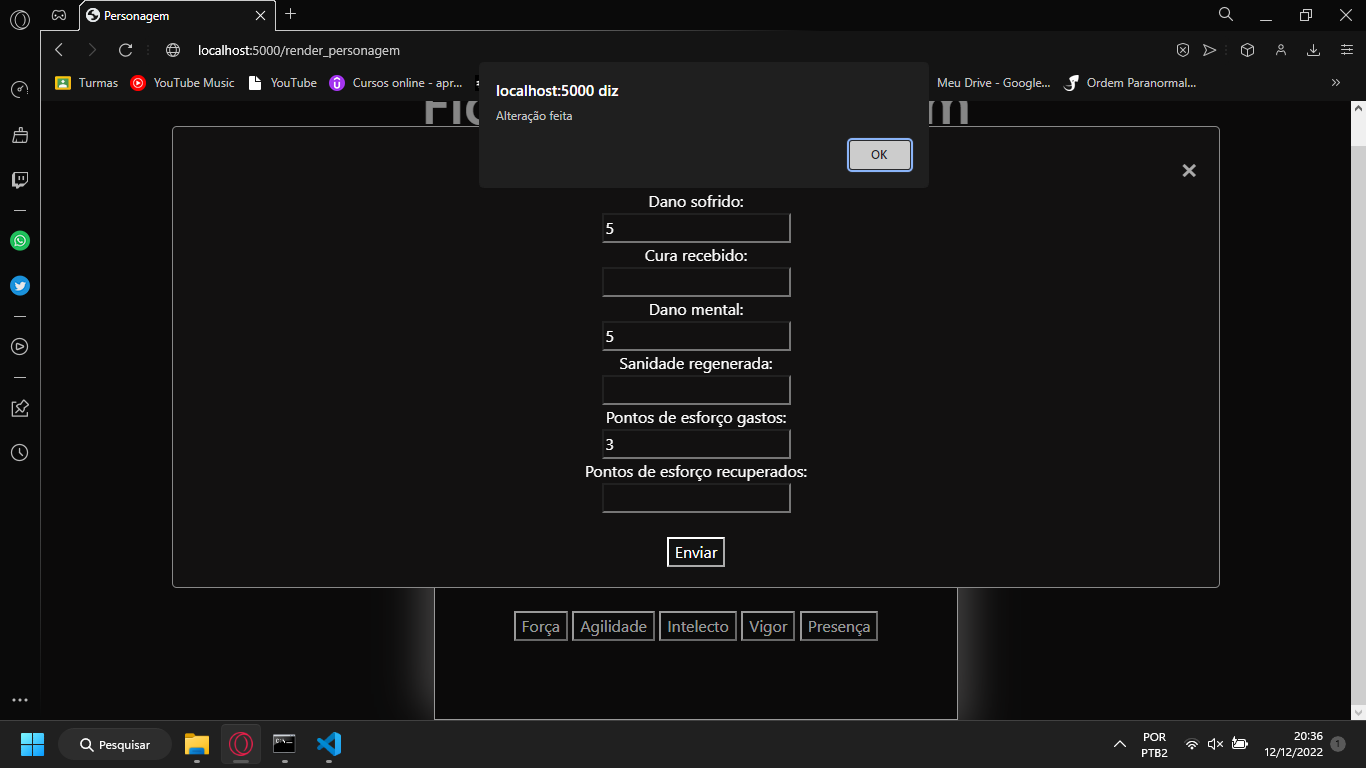 Personagem
localhost:5000/render_personagem
Turmas
YouTube Music
YouTube
Cursos online - apr...
Meu Drive - Google...
Ordem Paranormal...
localhost:5000 diz
Alteração feita
OK
Dano sofrido:
5
Cura recebido:
Dano mental:
5
Sanidade regenerada:
Pontos de esforço gastos:
3
Pontos de esforço recuperados:
Enviar
Força
Agilidade
Intelecto
Vigor
Presença
Pesquisar
POR
PTB2
20:36
12/12/2022
1